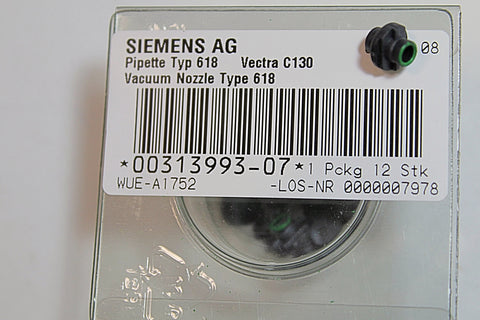 SIEMENS AG 08
Pipette Typ 618 Vectra C130
Vacuum Nozzle Type 618
*00313993-07* 1 Pckg 12 Stk
WUE-A1752 -LOS-NR 0000007978